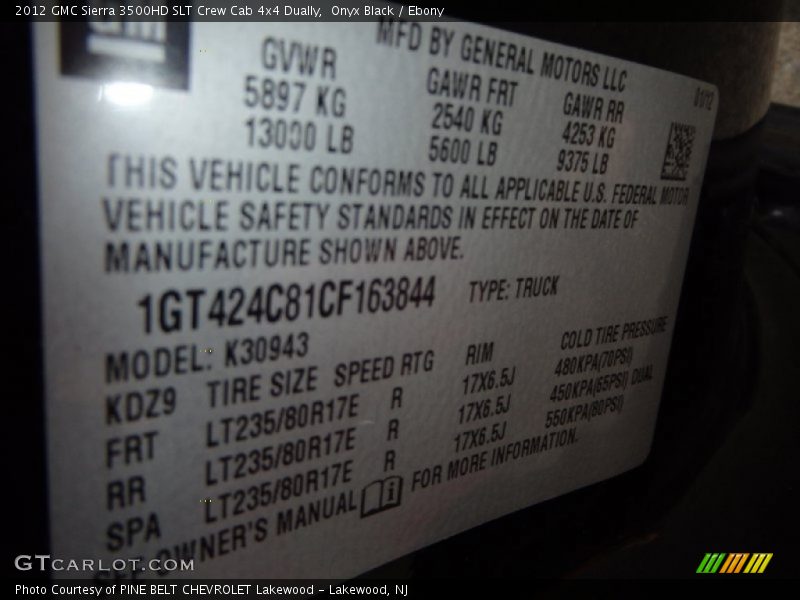 2012 GMC Sierra 3500HD SLT Crew Cab 4x4 Dually, Onyx Black / Ebony
GM
MFD BY GENERAL MOTORS LLC
01/12
GVWR GAWR FRT GAWR RR
5897 KG 2540 KG 4253 KG
13000 LB 5600 LB 9375 LB
THIS VEHICLE CONFORMS TO ALL APPLICABLE U.S. FEDERAL MOTOR
VEHICLE SAFETY STANDARDS IN EFFECT ON THE DATE OF
MANUFACTURE SHOWN ABOVE.
1GT424C81CF163844 TYPE: TRUCK
MODEL: K30943
KDZ9 TIRE SIZE SPEED RTG RIM COLD TIRE PRESSURE
FRT LT235/80R17E R 17X6.5J 480KPA(70PSI)
RR LT235/80R17E R 17X6.5J 450KPA(65PSI) DUAL
SPA LT235/80R17E R 17X6.5J 550KPA(80PSI)
SEE OWNER'S MANUAL FOR MORE INFORMATION.
GTCARLOT.COM
Photo Courtesy of PINE BELT CHEVROLET Lakewood - Lakewood, NJ